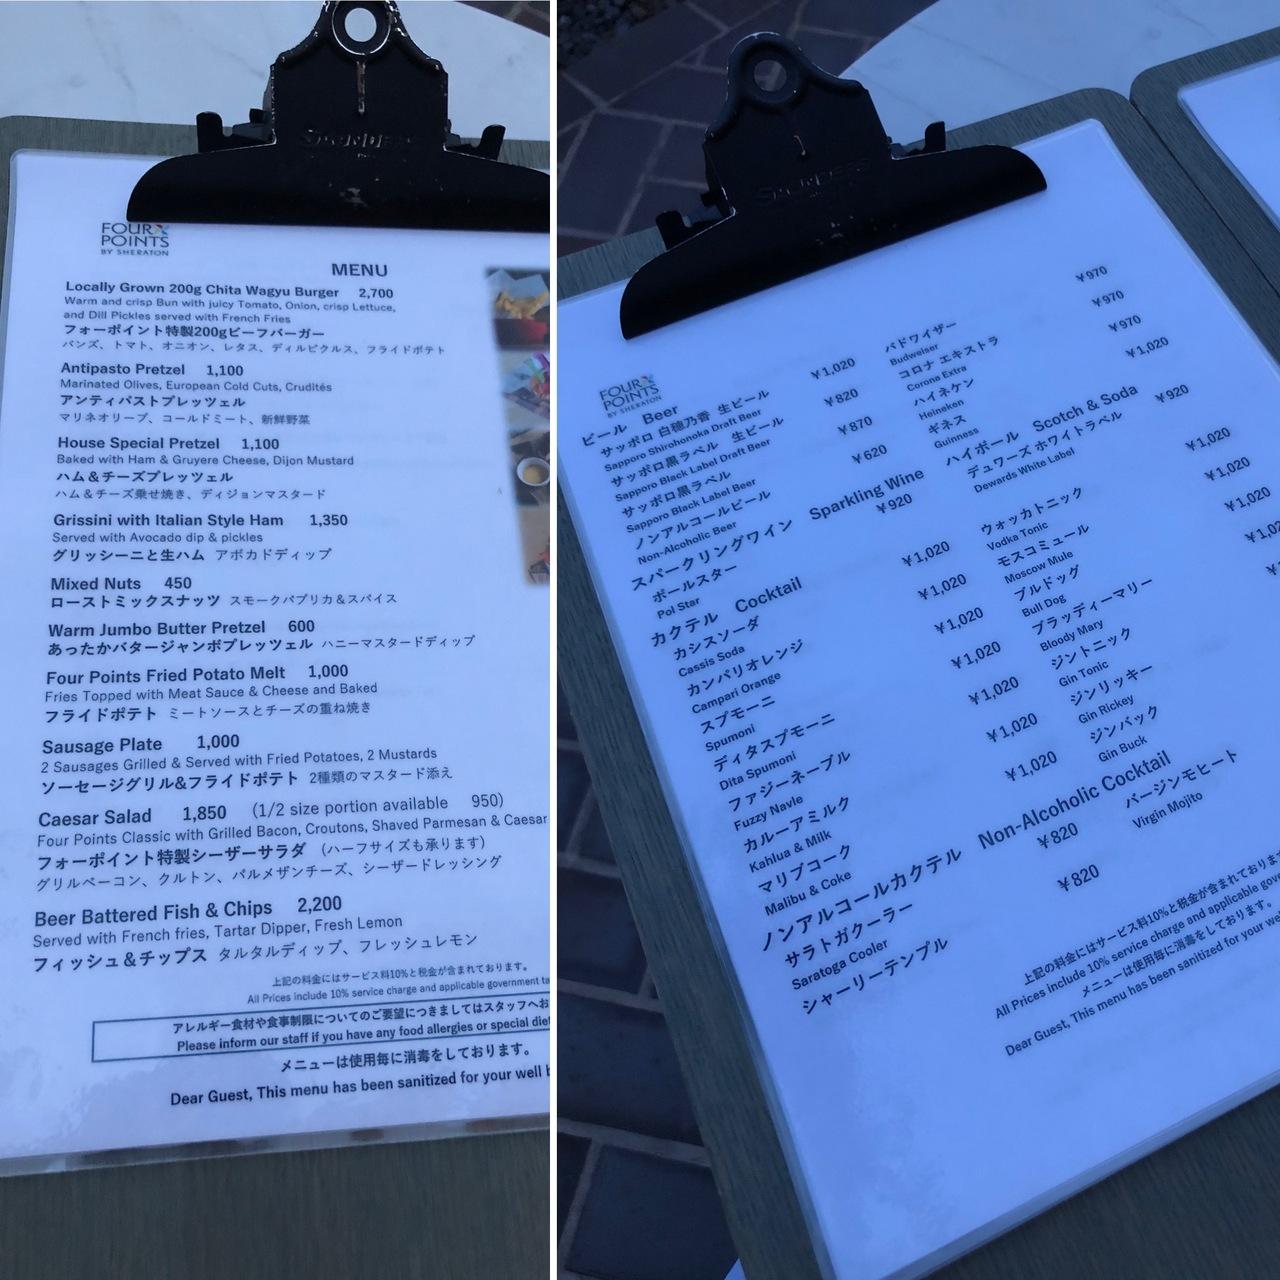 SAUNDERS
FOUR
POINTS
BY SHERATON
MENU
Locally Grown 200g Chita Wagyu Burger 2,700
Warm and crisp Bun with juicy Tomato, Onion, crisp Lettuce,
and Dill Pickles served with French Fries
フォーポイント特製200gビーフバーガー
バンズ、トマト、オニオン、レタス、ディルピクルス、フライドポテト
Antipasto Pretzel 1,100
Marinated Olives, European Cold Cuts, Crudités
アンティパストプレッツェル
マリネオリーブ、コールドミート、新鮮野菜
House Special Pretzel 1,100
Baked with Ham & Gruyere Cheese, Dijon Mustard
ハム＆チーズプレッツェル
ハム＆チーズ乗せ焼き、ディジョンマスタード
Grissini with Italian Style Ham 1,350
Served with Avocado dip & pickles
グリッシーニと生ハム アボカドディップ
Mixed Nuts 450
ローストミックスナッツ スモークパプリカ＆スパイス
Warm Jumbo Butter Pretzel 600
あったかバタージャンボプレッツェル ハニーマスタードディップ
Four Points Fried Potato Melt 1,000
Fries Topped with Meat Sauce & Cheese and Baked
フライドポテト ミートソースとチーズの重ね焼き
Sausage Plate 1,000
2 Sausages Grilled & Served with Fried Potatoes, 2 Mustards
ソーセージグリル&フライドポテト 2種類のマスタード添え
Caesar Salad 1,850 (1/2 size portion available 950)
Four Points Classic with Grilled Bacon, Croutons, Shaved Parmesan & Caesar
フォーポイント特製シーザーサラダ （ハーフサイズも承ります）
グリルベーコン、クルトン、パルメザンチーズ、シーザードレッシング
Beer Battered Fish & Chips 2,200
Served with French fries, Tartar Dipper, Fresh Lemon
フィッシュ＆チップス タルタルディップ、フレッシュレモン
上記の料金にはサービス料10%と税金が含まれております。
All Prices include 10% service charge and applicable government ta
アレルギー食材や食事制限についてのご要望につきましてはスタッフへお
Please inform our staff if you have any food allergies or special diet
メニューは使用毎に消毒をしております。
Dear Guest, This menu has been sanitized for your well b
SAUNDERS
FOUR
POINTS
BY SHERATON
ビール Beer
サッポロ 白穂乃香 生ビール ￥1,020
Sapporo Shirohonoka Draft Beer
サッポロ黒ラベル 生ビール ￥820
Sapporo Black Label Draft Beer
サッポロ黒ラベル ￥870
Sapporo Black Label Beer
ノンアルコールビール ￥620
Non-Alcoholic Beer
バドワイザー ￥970
Budweiser
コロナ エキストラ ￥970
Corona Extra
ハイネケン ￥970
Heineken
ギネス ￥1,020
Guinness
スパークリングワイン Sparkling Wine
ポールスター ￥920
Pol Star
ハイボール Scotch & Soda
デュワーズ ホワイトラベル ￥920
Dewards White Label
カクテル Cocktail
カシスソーダ ￥1,020
Cassis Soda
カンパリオレンジ ￥1,020
Campari Orange
スプモーニ ￥1,020
Spumoni
ディタスプモーニ ￥1,020
Dita Spumoni
ファジーネーブル ￥1,020
Fuzzy Navle
カルーアミルク ￥1,020
Kahlua & Milk
マリブコーク ￥1,020
Malibu & Coke
ウォッカトニック ￥1,020
Vodka Tonic
モスコミュール ￥1,020
Moscow Mule
ブルドッグ ￥1,020
Bull Dog
ブラッディーマリー ￥1,02
Bloody Mary
ジントニック
Gin Tonic
ジンリッキー
Gin Rickey
ジンバック
Gin Buck
ノンアルコールカクテル Non-Alcoholic Cocktail
サラトガクーラー ￥820
Saratoga Cooler
シャーリーテンプル ￥820
バージンモヒート
Virgin Mojito
上記の料金にはサービス料10%と税金が含まれております
All Prices include 10% service charge and applicable gove
メニューは使用毎に消毒をしております。
Dear Guest, This menu has been sanitized for your we